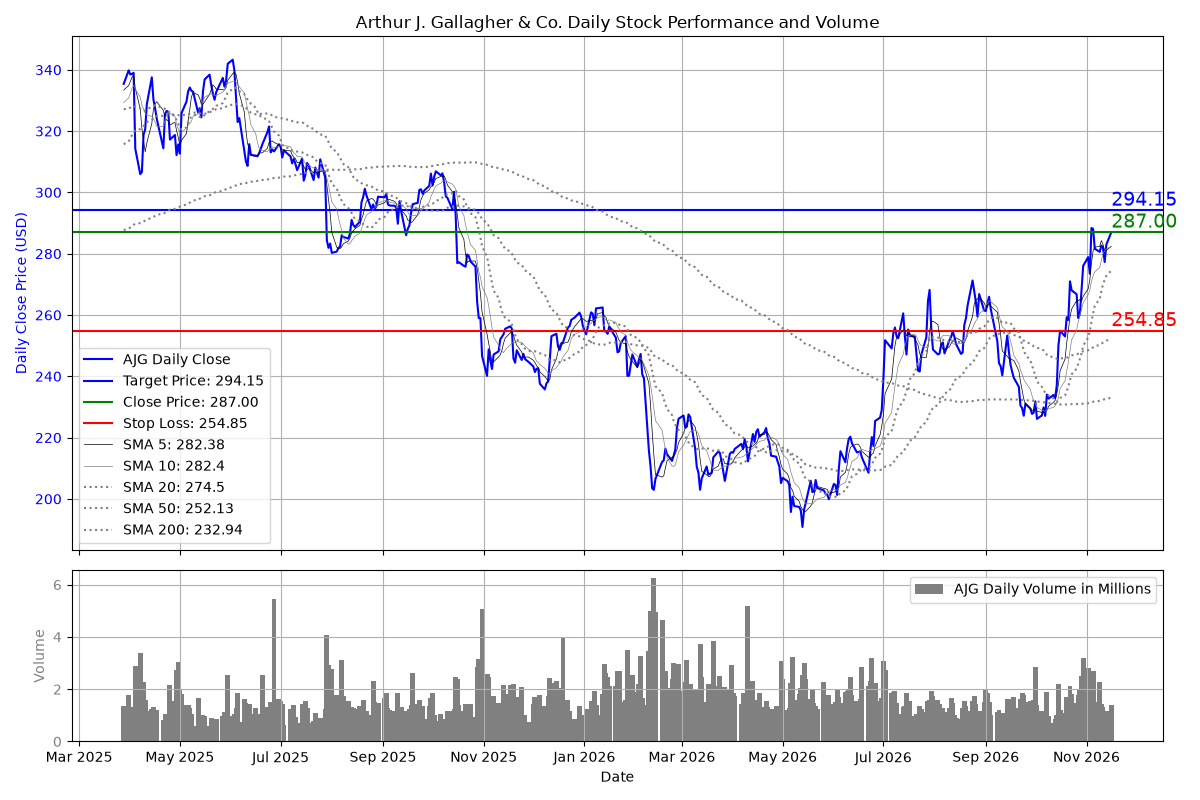 Arthur J. Gallagher & Co. Daily Stock Performance and Volume
Daily Close Price (USD)
340
320
300
280
260
240
220
200
294.15
287.00
254.85
AJG Daily Close
Target Price: 294.15
Close Price: 287.00
Stop Loss: 254.85
SMA 5: 282.38
SMA 10: 282.4
SMA 20: 274.5
SMA 50: 252.13
SMA 200: 232.94
Volume
6
4
2
0
AJG Daily Volume in Millions
Mar 2025 May 2025 Jul 2025 Sep 2025 Nov 2025 Jan 2026 Mar 2026 May 2026 Jul 2026 Sep 2026 Nov 2026
Date